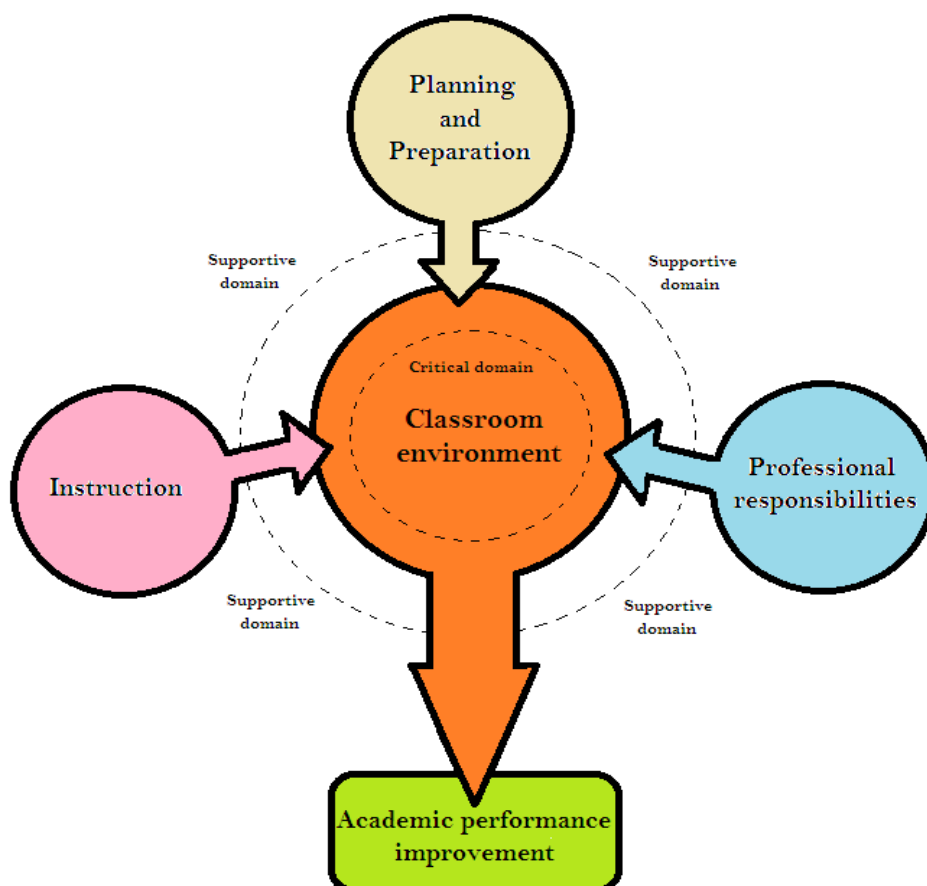 Planning
and
Preparation
Supportive
domain
Supportive
domain
Critical domain
Classroom
environment
Instruction
Professional
responsibilities
Supportive
domain
Supportive
domain
Academic performance
improvement